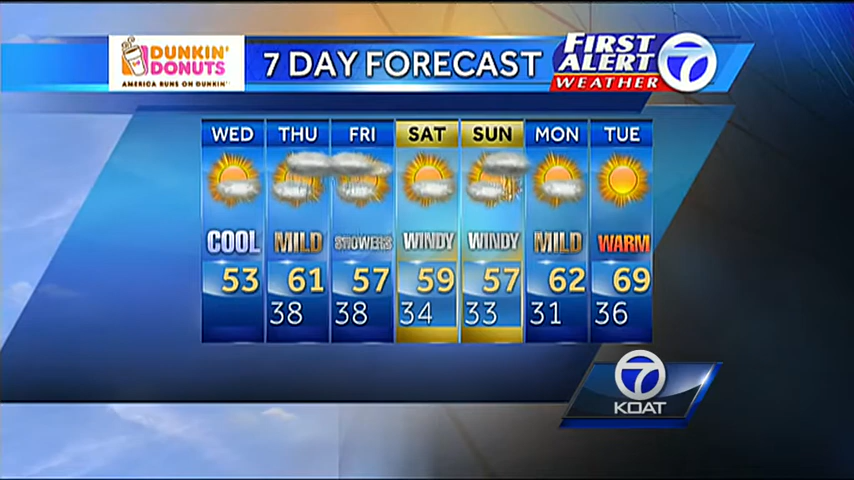 DUNKIN'
DONUTS
AMERICA RUNS ON DUNKIN'
7 DAY FORECAST
FIRST
ALERT
WEATHER
7
WED THU FRI SAT SUN MON TUE
COOL MILD SHOWERS WINDY WINDY MILD WARM
53 61 57 59 57 62 69
38 38 34 33 31 36
7
KOAT